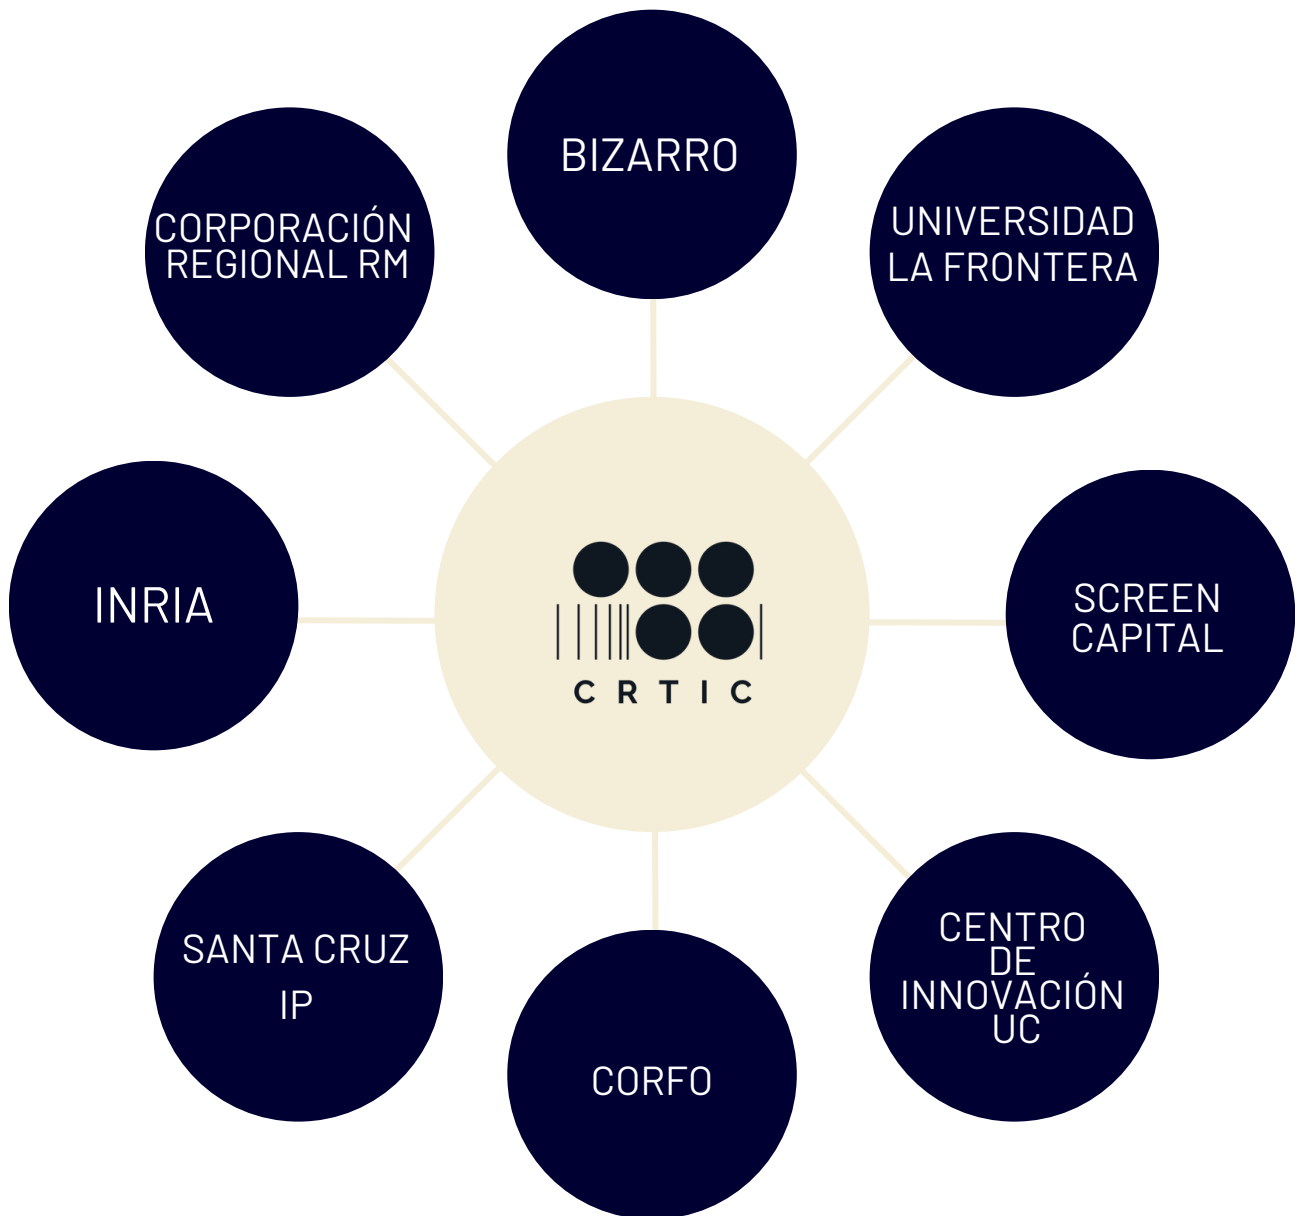 BIZARRO
CORPORACIÓN
REGIONAL RM
UNIVERSIDAD
LA FRONTERA
INRIA
CRTIC
SCREEN
CAPITAL
SANTA CRUZ
IP
CENTRO
DE
INNOVACIÓN
UC
CORFO